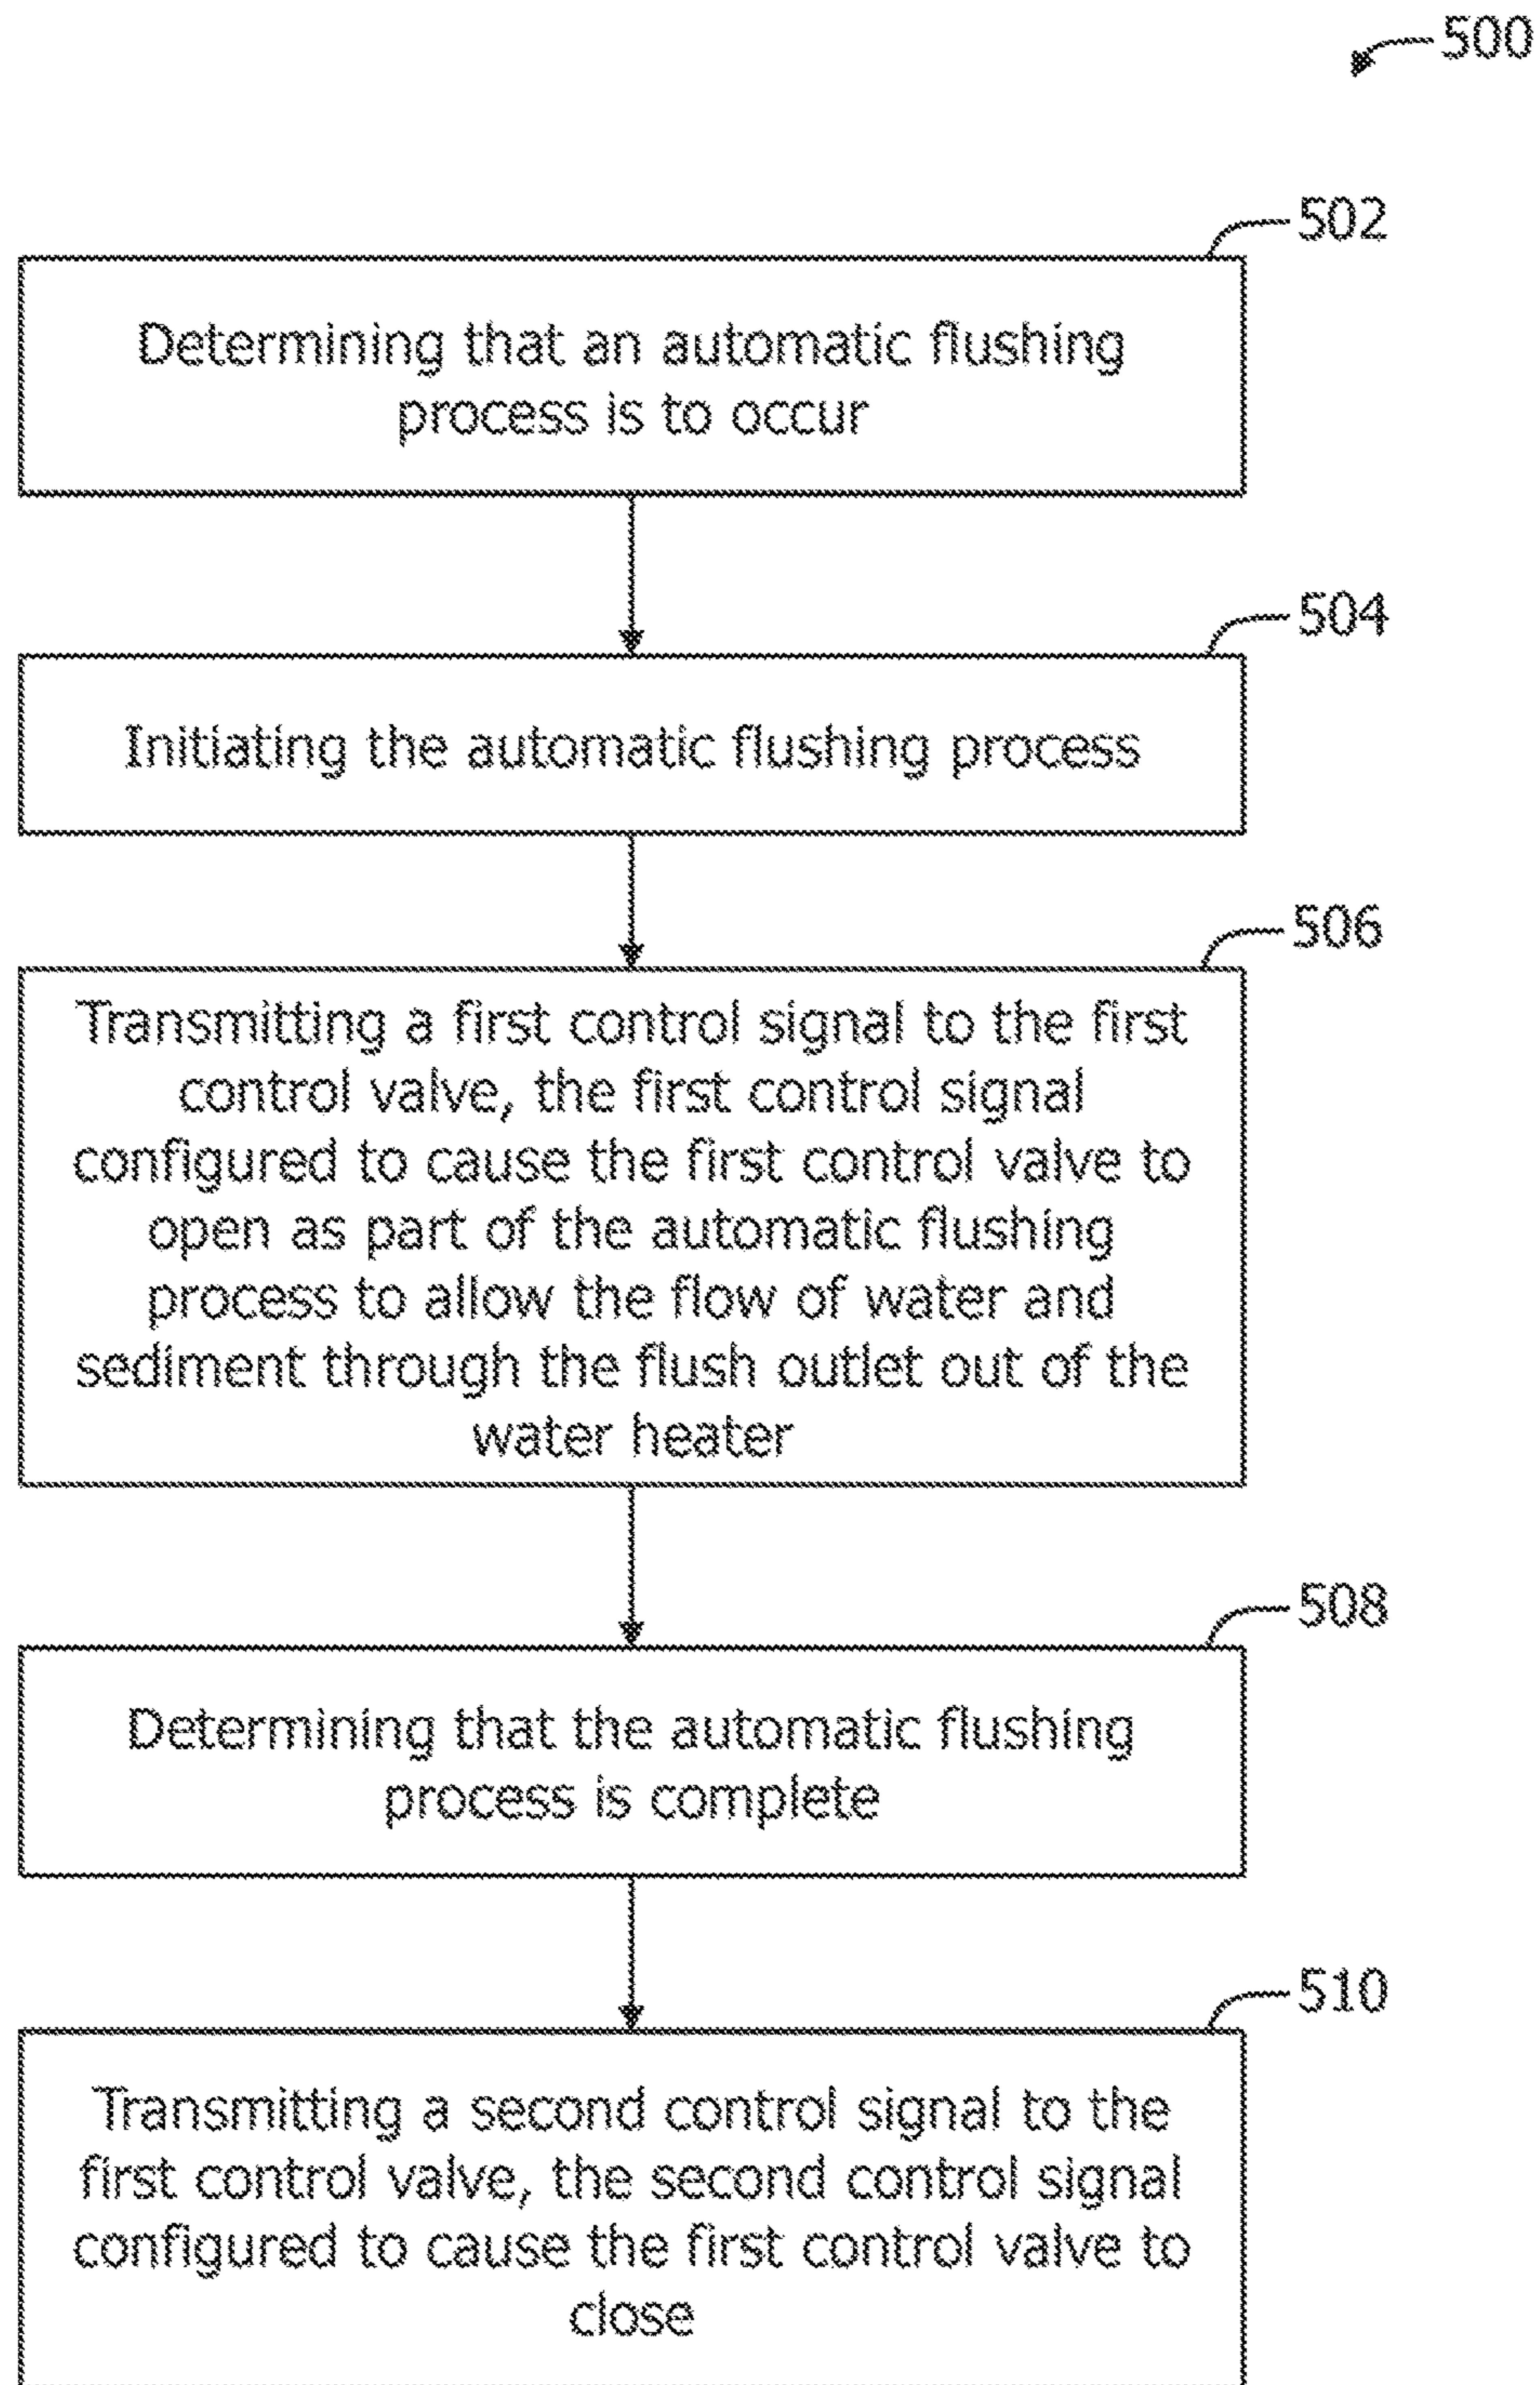 500
502
Determining that an automatic flushing
process is to occur
504
Initiating the automatic flushing process
506
Transmitting a first control signal to the first
control valve, the first control signal
configured to cause the first control valve to
open as part of the automatic flushing
process to allow the flow of water and
sediment through the flush outlet out of the
water heater
508
Determining that the automatic flushing
process is complete
510
Transmitting a second control signal to the
first control valve, the second control signal
configured to cause the first control valve to
close